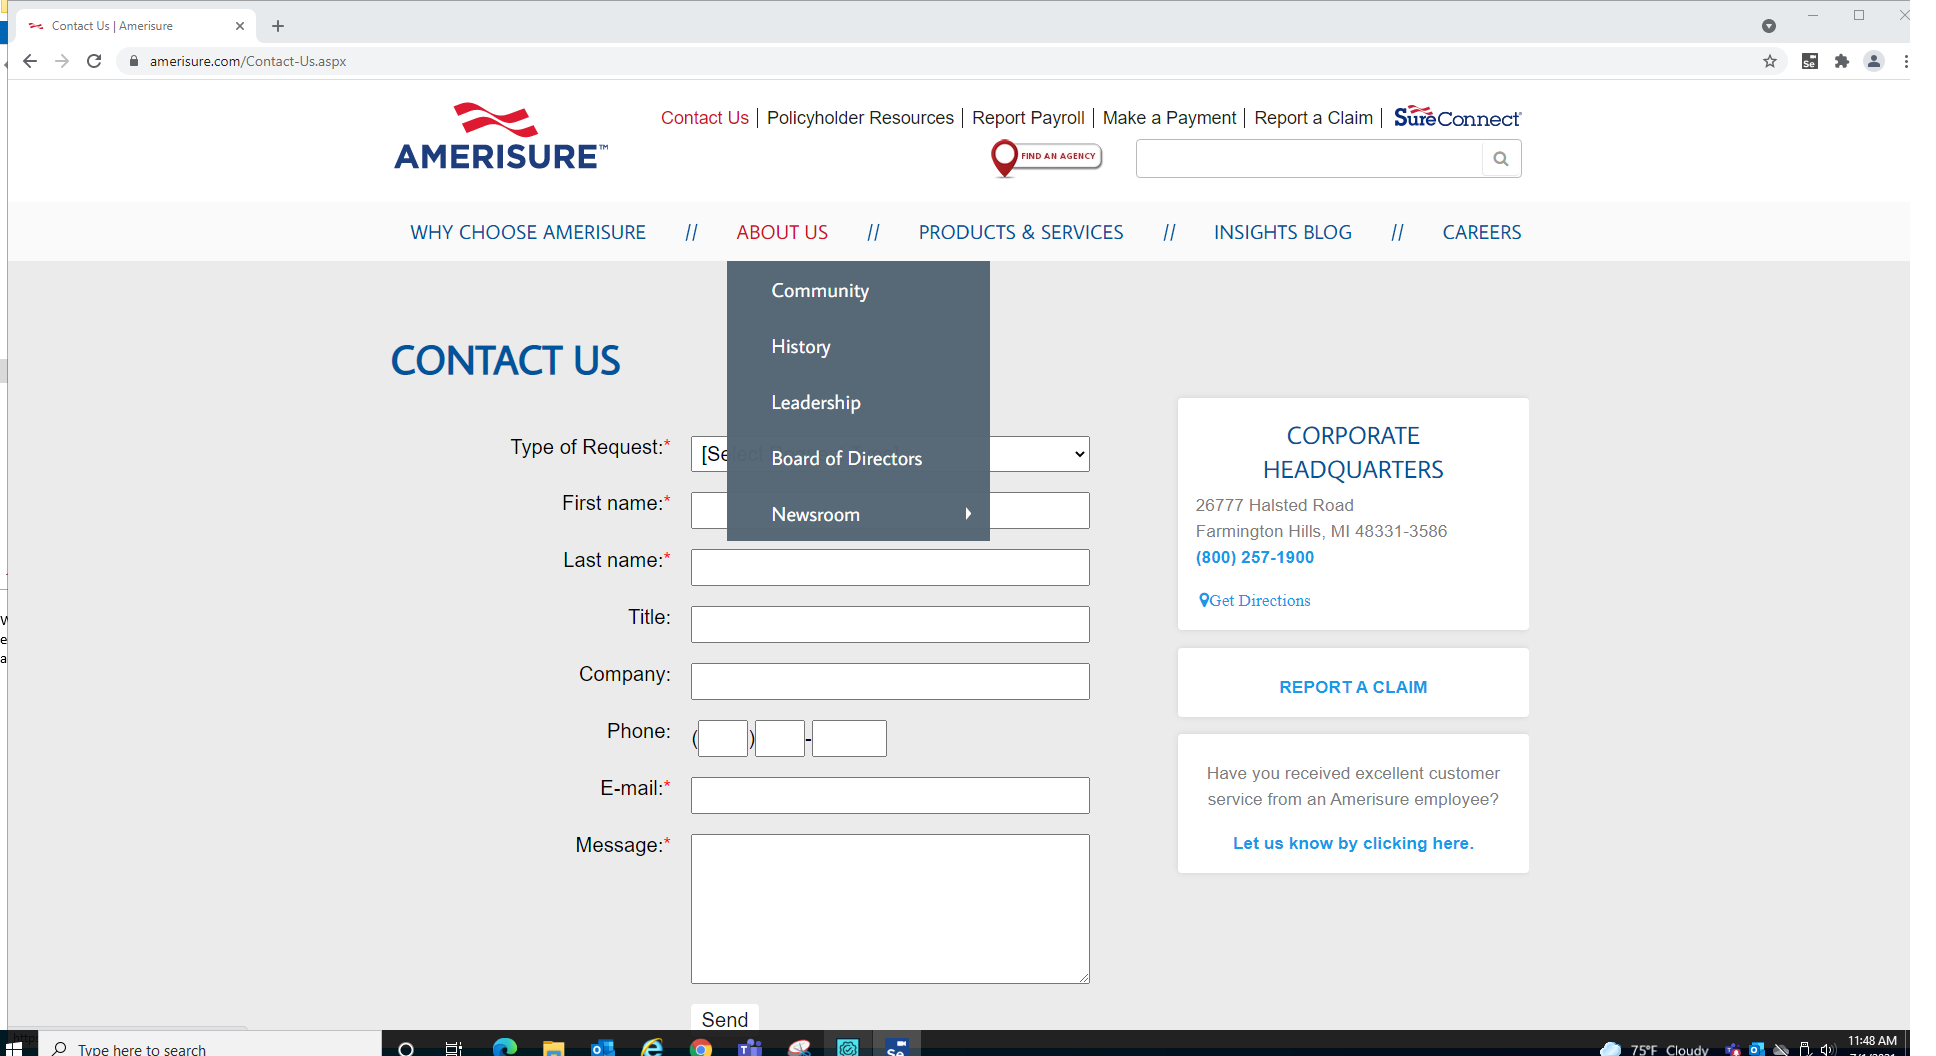 Contact Us | Amerisure
amerisure.com/Contact-Us.aspx
Se
AMERISURE™
Contact Us | Policyholder Resources | Report Payroll | Make a Payment | Report a Claim | SureConnect
FIND AN AGENCY
WHY CHOOSE AMERISURE // ABOUT US // PRODUCTS & SERVICES // INSIGHTS BLOG // CAREERS
Community
History
Leadership
Board of Directors
Newsroom
CONTACT US
Type of Request:*
[Se
First name:*
Last name:*
Title:
Company:
Phone:
( ) -
E-mail:*
Message:*
Send
CORPORATE
HEADQUARTERS
26777 Halsted Road
Farmington Hills, MI 48331-3586
(800) 257-1900
Get Directions
REPORT A CLAIM
Have you received excellent customer
service from an Amerisure employee?
Let us know by clicking here.
W
e
a
Type here to search
Se
75°F Cloudy
11:48 AM